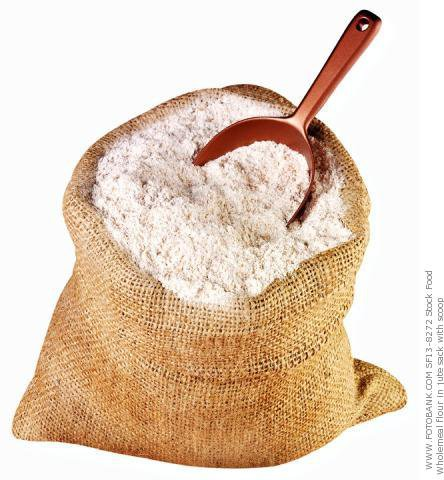 WWW.FOTOBANK.COM SF13-8272 Stock Food
wholemeal flour in jute sack with scoop